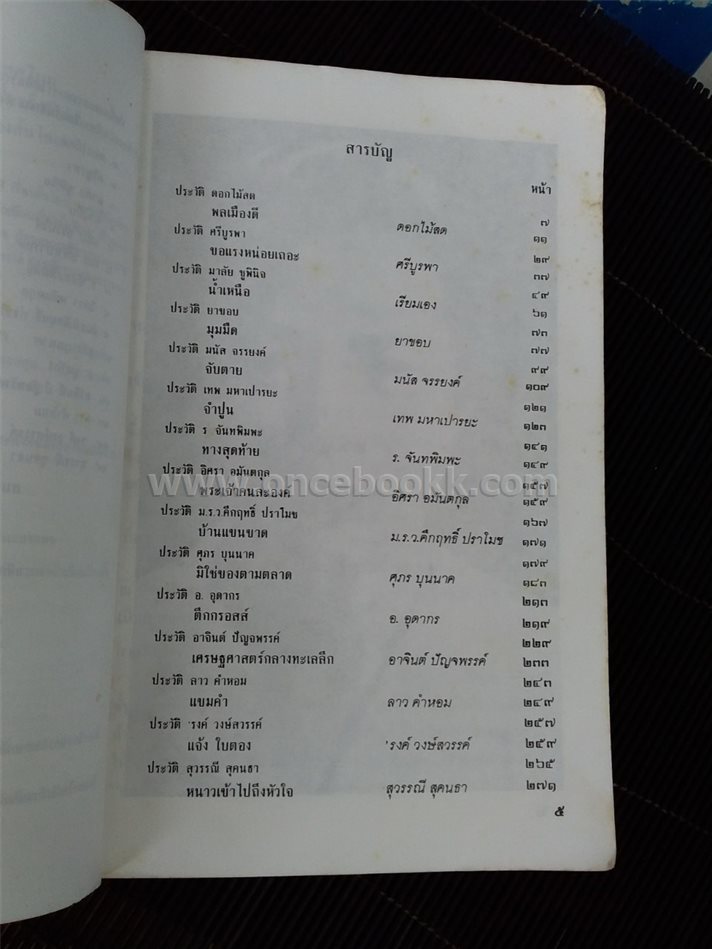 สารบัญ
หน้า
ประวัติ ดอกไม้สด ๗
พลเมืองดี ดอกไม้สด ๑๑
ประวัติ ศรีบูรพา ๒๙
ขอแรงหน่อยเถอะ ศรีบูรพา ๓๗
ประวัติ มาลัย ชูพินิจ ๔๙
น้ำเหนือ เรียมเอง ๖๑
ประวัติ ยาขอบ ๗๓
มุมมืด ยาขอบ ๗๗
ประวัติ มนัส จรรยงค์ ๙๙
จับตาย มนัส จรรยงค์ ๑๐๙
ประวัติ เทพ มหาเปารยะ ๑๒๑
จำปูน เทพ มหาเปารยะ ๑๒๓
ประวัติ ร จันทพิมพะ ๑๔๑
ทางสุดท้าย ร. จันทพิมพะ ๑๔๙
ประวัติ อิศรา อมันตกุล ๑๕๗
พระเจ้าคนละองค์ อิศรา อมันตกุล ๑๕๙
www.oncebookk.com
ประวัติ ม.ร.ว.คึกฤทธิ์ ปราโมช ๑๖๗
บ้านแขนขาด ม.ร.ว.คึกฤทธิ์ ปราโมช ๑๗๑
ประวัติ ศุภร บุนนาค ๑๗๙
มิใช่ของตามตลาด ศุภร บุนนาค ๑๘๓
ประวัติ อ. อุดากร ๒๑๓
ตึกกรอสส์ อ. อุดากร ๒๑๙
ประวัติ อาจินต์ ปัญจพรรค์ ๒๒๙
เศรษฐศาสตร์กลางทะเลลึก อาจินต์ ปัญจพรรค์ ๒๓๓
ประวัติ ลาว คำหอม ๒๔๓
แขมคำ ลาว คำหอม ๒๔๙
ประวัติ 'รงค์ วงษ์สวรรค์ ๒๕๗
แจ้ง ใบตอง 'รงค์ วงษ์สวรรค์ ๒๕๙
ประวัติ สุวรรณี สุคนธา ๒๖๕
หนาวเข้าไปถึงหัวใจ สุวรรณี สุคนธา ๒๗๑
๕